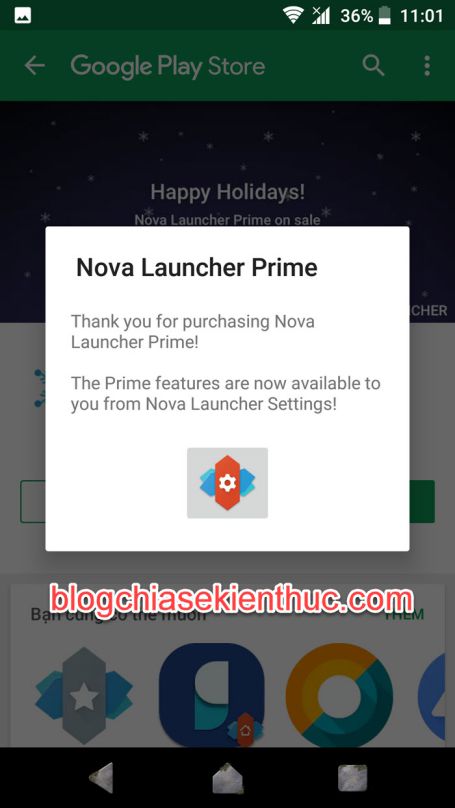 36% 11:01
Google Play Store
Happy Holidays!
Nova Launcher Prime on sale
Nova Launcher Prime
CHER
Thank you for purchasing Nova
Launcher Prime!
The Prime features are now available to
you from Nova Launcher Settings!
blogchiasekienthuc.com
Bạn cũng có thể muốn THÊM